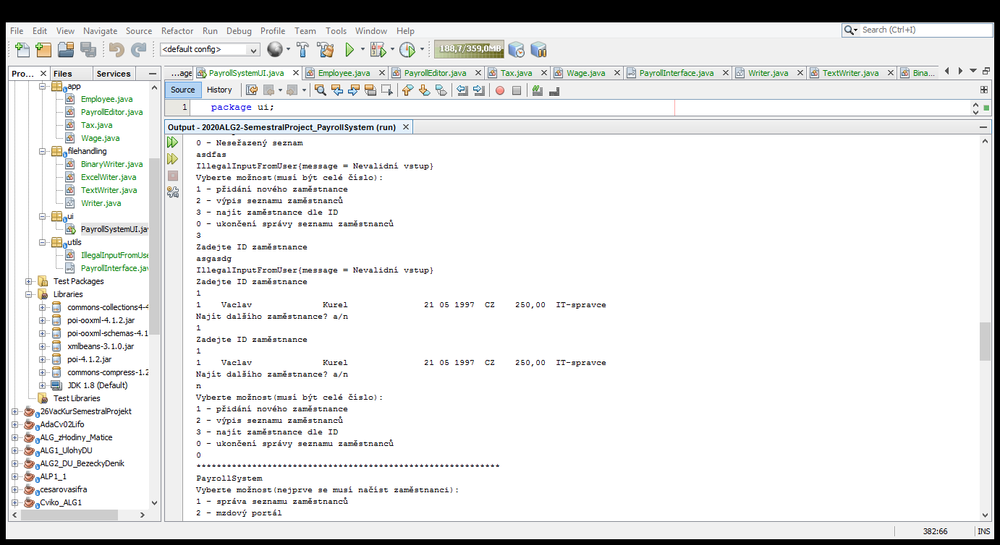 File Edit View Navigate Source Refactor Run Debug Profile Team Tools Window Help
Search (Ctrl+I)
<default config>
188,7/359,0MB
Pro... Files Services
app
Employee.java
PayrollEditor.java
Tax.java
Wage.java
filehandling
BinaryWriter.java
ExcelWiter.java
TextWriter.java
Writer.java
ui
PayrollSystemUI.jav
utils
IllegalInputFromUse
PayrollInterface.jav
Test Packages
Libraries
commons-collections4-4
poi-ooxml-4.1.2.jar
poi-ooxml-schemas-4.1
xmlbeans-3.1.0.jar
poi-4.1.2.jar
commons-compress-1.2
JDK 1.8 (Default)
Test Libraries
26VacKurSemestralProjekt
AdaCv02Lifo
ALG_zHodiny_Matice
ALG1_UlohyDU
ALG2_DU_BezeckyDenik
ALP1_1
cesarovasifra
Cviko_ALG1
...age PayrollSystemUI.java Employee.java PayrollEditor.java Tax.java Wage.java PayrollInterface.java Writer.java TextWriter.java Bina...
Source History
1 package ui;
Output - 2020ALG2-SemestralProject_PayrollSystem (run)
0 - Neseřazený seznam
asdfas
IllegalInputFromUser{message = Nevalidní vstup}
Vyberte možnost(musí být celé číslo):
1 - přidání nového zaměstnance
2 - výpis seznamu zaměstnanců
3 - najít zaměstnance dle ID
0 - ukončení správy seznamu zaměstnanců
3
Zadejte ID zaměstnance
asgasdg
IllegalInputFromUser{message = Nevalidní vstup}
Zadejte ID zaměstnance
1
1 Vaclav Kurel 21 05 1997 CZ 250,00 IT-spravce
Najít dalšího zaměstnance? a/n
1
Zadejte ID zaměstnance
1
1 Vaclav Kurel 21 05 1997 CZ 250,00 IT-spravce
Najít dalšího zaměstnance? a/n
n
Vyberte možnost(musí být celé číslo):
1 - přidání nového zaměstnance
2 - výpis seznamu zaměstnanců
3 - najít zaměstnance dle ID
0 - ukončení správy seznamu zaměstnanců
0
************************************************************
PayrollSystem
Vyberte možnost(nejprve se musí načíst zaměstnanci):
1 - správa seznamu zaměstnanců
2 - mzdový portál
382:66 INS